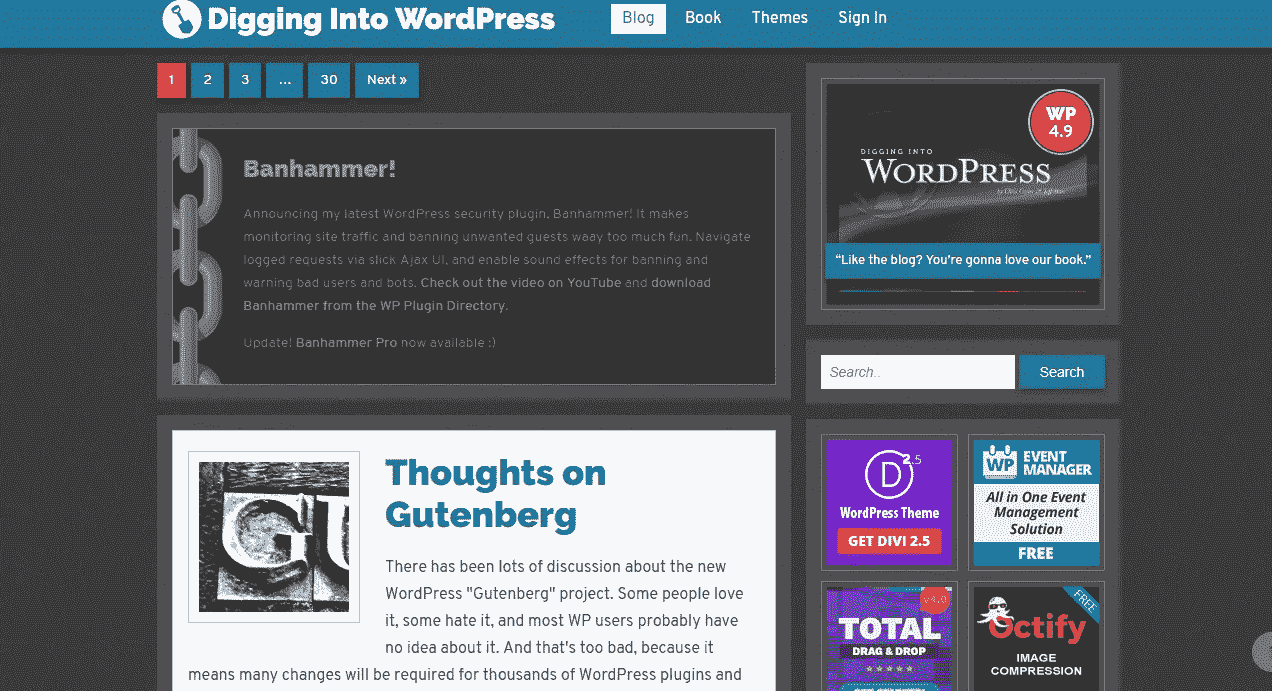 Digging Into WordPress
Blog Book Themes Sign In
1 2 3 ... 30 Next »
Banhammer!
Announcing my latest WordPress security plugin, Banhammer! It makes
monitoring site traffic and banning unwanted guests waay too much fun. Navigate
logged requests via slick Ajax UI, and enable sound effects for banning and
warning bad users and bots. Check out the video on YouTube and download
Banhammer from the WP Plugin Directory.
Update! Banhammer Pro now available :)
GU
Thoughts on
Gutenberg
There has been lots of discussion about the new
WordPress "Gutenberg" project. Some people love
it, some hate it, and most WP users probably have
no idea about it. And that's too bad, because it
means many changes will be required for thousands of WordPress plugins and
WP
4.9
DIGGING INTO
WORDPRESS
“Like the blog? You’re gonna love our book.”
Search..
Search
D 2.5
WordPress Theme
GET DIVI 2.5
WP EVENT
MANAGER
All in One Event
Management
Solution
FREE
v4.0
TOTAL
DRAG & DROP
FREE
Octify
IMAGE
COMPRESSION